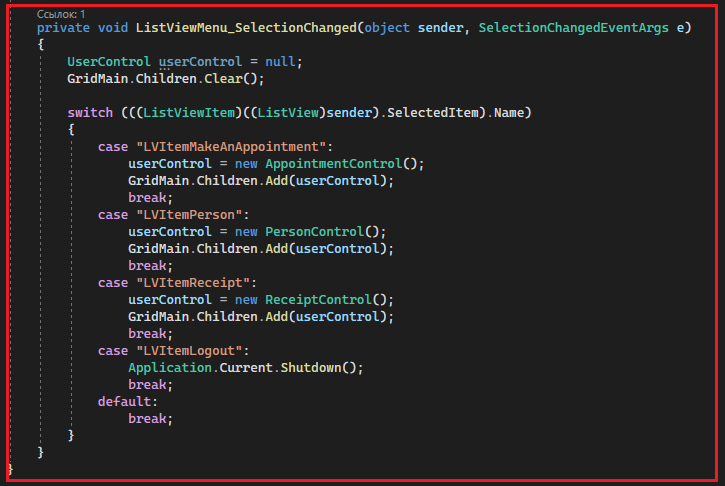 Ссылок: 1
private void ListViewMenu_SelectionChanged(object sender, SelectionChangedEventArgs e)
{
UserControl userControl = null;
GridMain.Children.Clear();
switch (((ListViewItem)((ListView)sender).SelectedItem).Name)
{
case "LVItemMakeAnAppointment":
userControl = new AppointmentControl();
GridMain.Children.Add(userControl);
break;
case "LVItemPerson":
userControl = new PersonControl();
GridMain.Children.Add(userControl);
break;
case "LVItemReceipt":
userControl = new ReceiptControl();
GridMain.Children.Add(userControl);
break;
case "LVItemLogout":
Application.Current.Shutdown();
break;
default:
break;
}
}
}